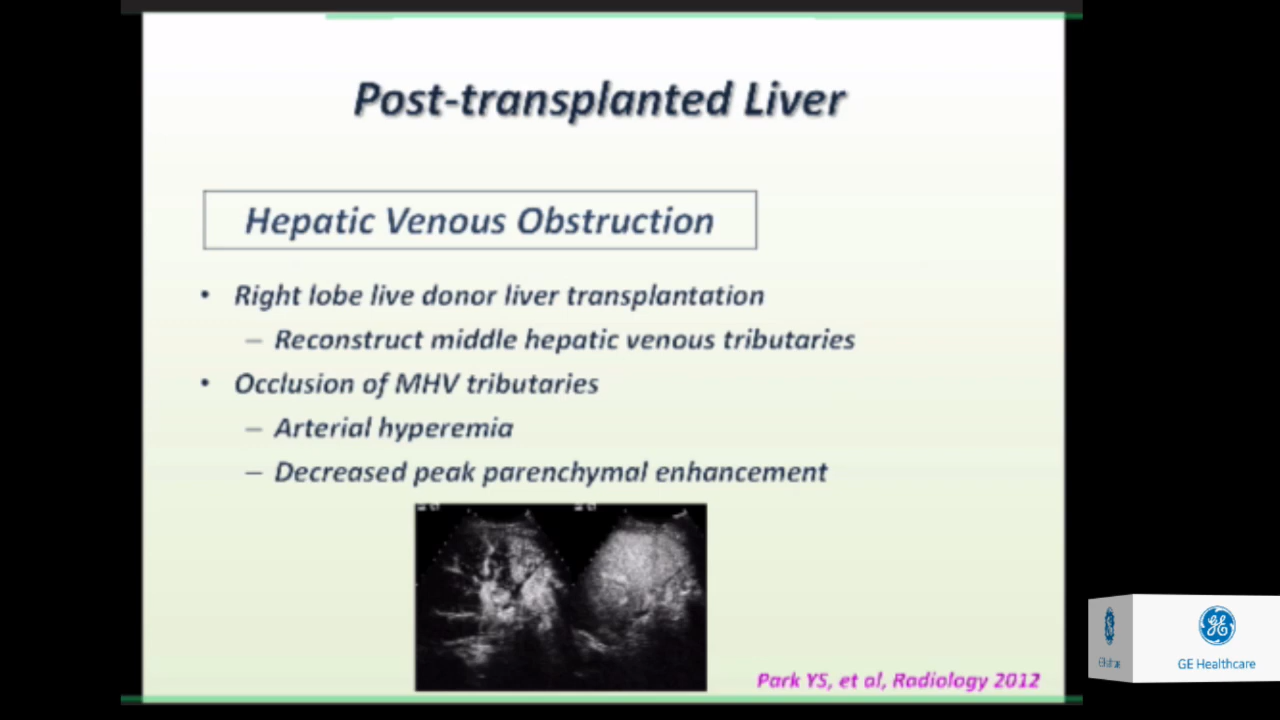 Post-transplanted Liver
Hepatic Venous Obstruction
• Right lobe live donor liver transplantation
– Reconstruct middle hepatic venous tributaries
• Occlusion of MHV tributaries
– Arterial hyperemia
– Decreased peak parenchymal enhancement
Park YS, et al, Radiology 2012
GE Healthcare